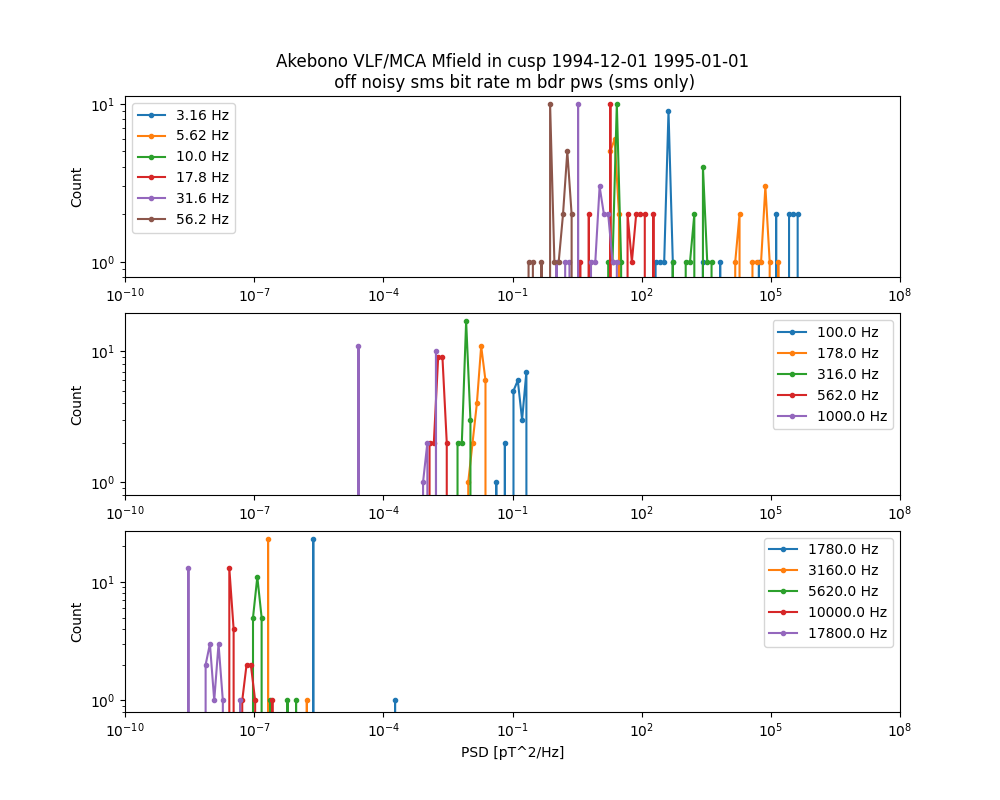 Akebono VLF/MCA Mfield in cusp 1994-12-01 1995-01-01
off noisy sms bit rate m bdr pws (sms only)
Count
10^1
10^0
3.16 Hz
5.62 Hz
10.0 Hz
17.8 Hz
31.6 Hz
56.2 Hz
10^-10 10^-7 10^-4 10^-1 10^2 10^5 10^8
Count
10^1
10^0
100.0 Hz
178.0 Hz
316.0 Hz
562.0 Hz
1000.0 Hz
10^-10 10^-7 10^-4 10^-1 10^2 10^5 10^8
Count
10^1
10^0
1780.0 Hz
3160.0 Hz
5620.0 Hz
10000.0 Hz
17800.0 Hz
10^-10 10^-7 10^-4 10^-1 10^2 10^5 10^8
PSD [pT^2/Hz]